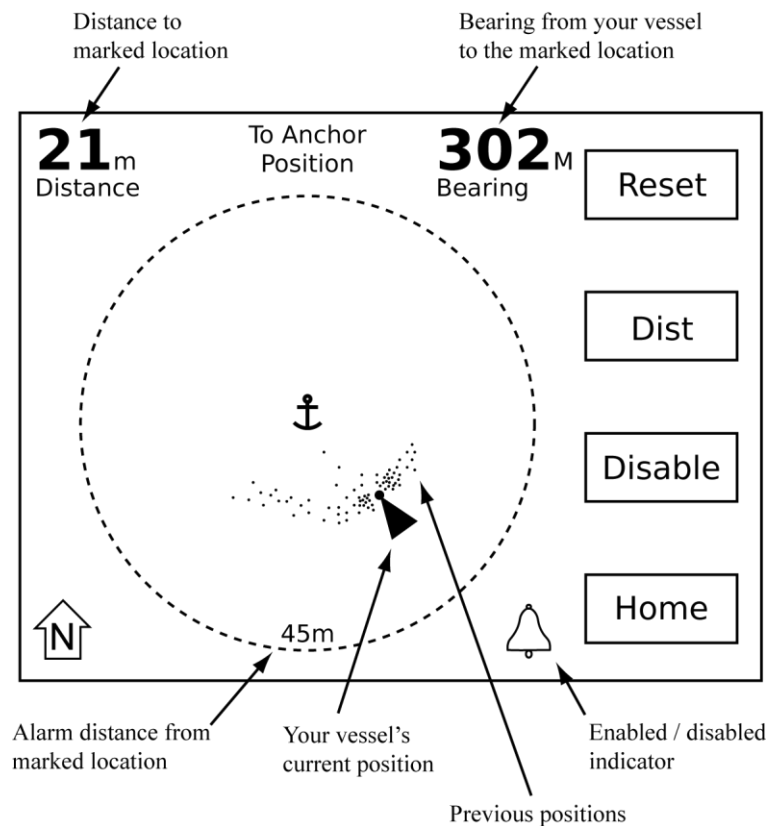 Distance to
marked location
Bearing from your vessel
to the marked location
21m
Distance
To Anchor
Position
302M
Bearing
Reset
Dist
Disable
Home
45m
N
Alarm distance from
marked location
Your vessel's
current position
Enabled / disabled
indicator
Previous positions